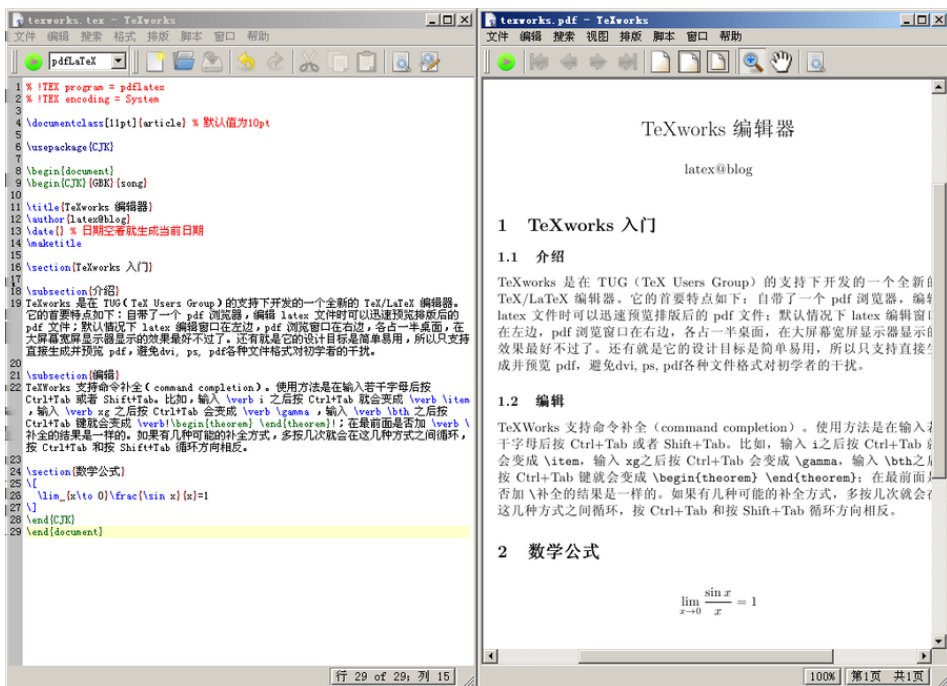 texworks.tex - TeXworks
文件 编辑 搜索 格式 排版 脚本 窗口 帮助
pdfLaTeX
1 % !TEX program = pdflatex
2 % !TEX encoding = System
3
4 \documentclass[11pt]{article} % 默认值为10pt
5
6 \usepackage{CJK}
7
8 \begin{document}
9 \begin{CJK}{GBK}{song}
10
11 \title{TeXworks 编辑器}
12 \author{latex@blog}
13 \date{} % 日期空着就生成当前日期
14 \maketitle
15
16 \section{TeXworks 入门}
17
18 \subsection{介绍}
19 TeXworks 是在 TUG(TeX Users Group)的支持下开发的一个全新的 TeX/LaTeX 编辑器。
它的首要特点如下：自带了一个 pdf 浏览器，编辑 latex 文件时可以迅速预览排版后的
pdf 文件；默认情况下 latex 编辑窗口在左边，pdf 浏览窗口在右边，各占一半桌面，在
大屏幕宽屏显示器显示的效果最好不过了。还有就是它的设计目标是简单易用，所以只支持
直接生成并预览 pdf，避免dvi, ps, pdf各种文件格式对初学者的干扰。
20
21 \subsection{编辑}
22 TeXWorks 支持命令补全(command completion)。使用方法是在输入若干字母后按
Ctrl+Tab 或者 Shift+Tab。比如，输入 \verb i 之后按 Ctrl+Tab 就会变成 \verb \item
，输入 \verb xg 之后按 Ctrl+Tab 会变成 \verb \gamma ，输入 \verb \bth 之后按
Ctrl+Tab 键就会变成 \verb!\begin{theorem} \end{theorem}!；在最前面是否加 \verb \
补全的结果是一样的。如果有几种可能的补全方式，多按几次就会在这几种方式之间循环，
按 Ctrl+Tab 和按 Shift+Tab 循环方向相反。
23
24 \section{数学公式}
25 \[
26 \lim_{x\to 0}\frac{\sin x}{x}=1
27 \]
28 \end{CJK}
29 \end{document}
行 29 of 29; 列 15
texworks.pdf - TeXworks
文件 编辑 搜索 视图 排版 脚本 窗口 帮助
TeXworks 编辑器
latex@blog
1 TeXworks 入门
1.1 介绍
TeXworks 是在 TUG（TeX Users Group）的支持下开发的一个全新的
TeX/LaTeX 编辑器。它的首要特点如下：自带了一个 pdf 浏览器，编辑
latex 文件时可以迅速预览排版后的 pdf 文件；默认情况下 latex 编辑窗口
在左边，pdf 浏览窗口在右边，各占一半桌面，在大屏幕宽屏显示器显示的
效果最好不过了。还有就是它的设计目标是简单易用，所以只支持直接生
成并预览 pdf，避免dvi, ps, pdf各种文件格式对初学者的干扰。
1.2 编辑
TeXWorks 支持命令补全（command completion）。使用方法是在输入若
干字母后按 Ctrl+Tab 或者 Shift+Tab。比如，输入 i之后按 Ctrl+Tab 就
会变成 \item，输入 xg之后按 Ctrl+Tab 会变成 \gamma，输入 \bth之后
按 Ctrl+Tab 键就会变成 \begin{theorem} \end{theorem}；在最前面是
否加 \补全的结果是一样的。如果有几种可能的补全方式，多按几次就会在
这几种方式之间循环，按 Ctrl+Tab 和按 Shift+Tab 循环方向相反。
2 数学公式
lim x→0 sin x / x = 1
100% 第1页 共1页